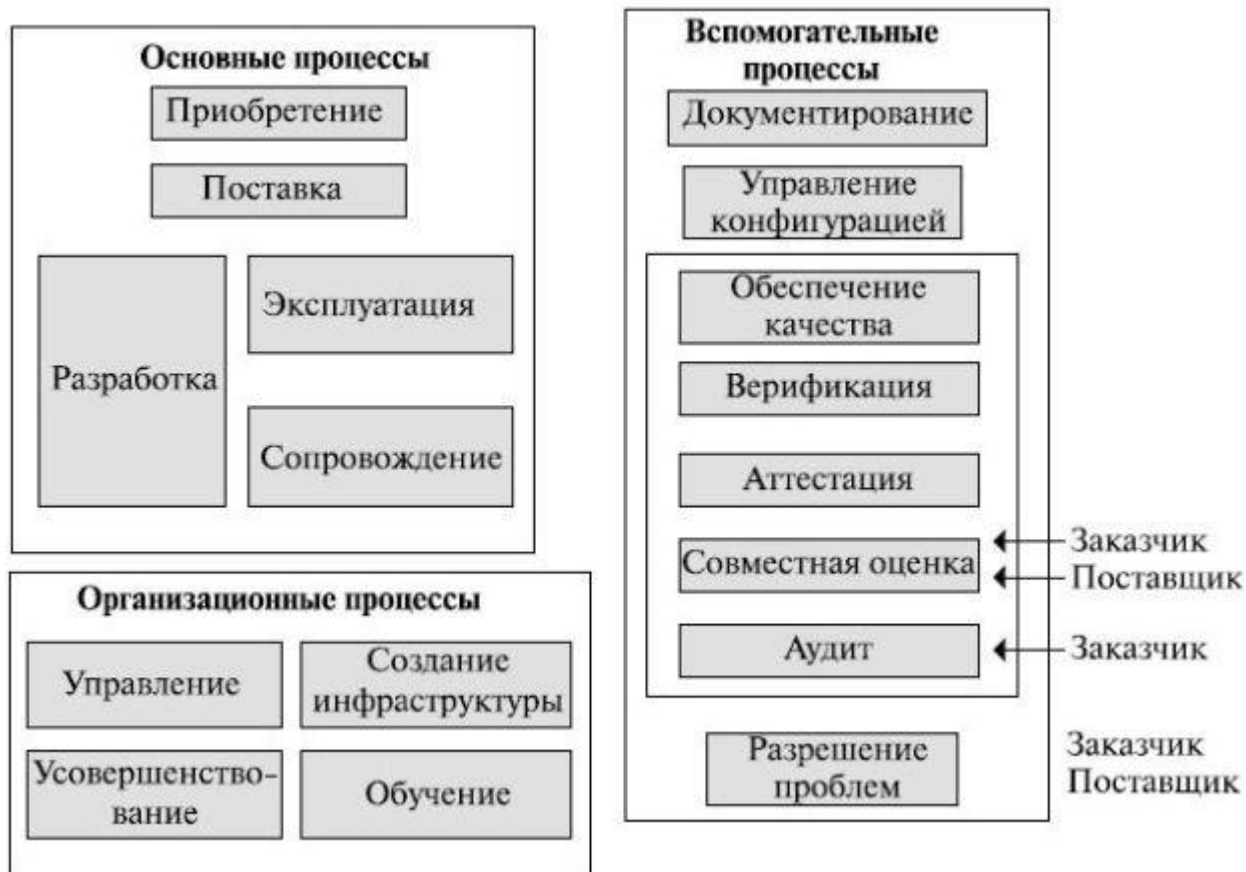 Основные процессы
Приобретение
Поставка
Разработка
Эксплуатация
Сопровождение
Организационные процессы
Управление
Создание
инфраструктуры
Усовершенство-
вание
Обучение
Вспомогательные
процессы
Документирование
Управление
конфигурацией
Обеспечение
качества
Верификация
Аттестация
Совместная оценка
Заказчик
Поставщик
Аудит
Заказчик
Разрешение
проблем
Заказчик
Поставщик